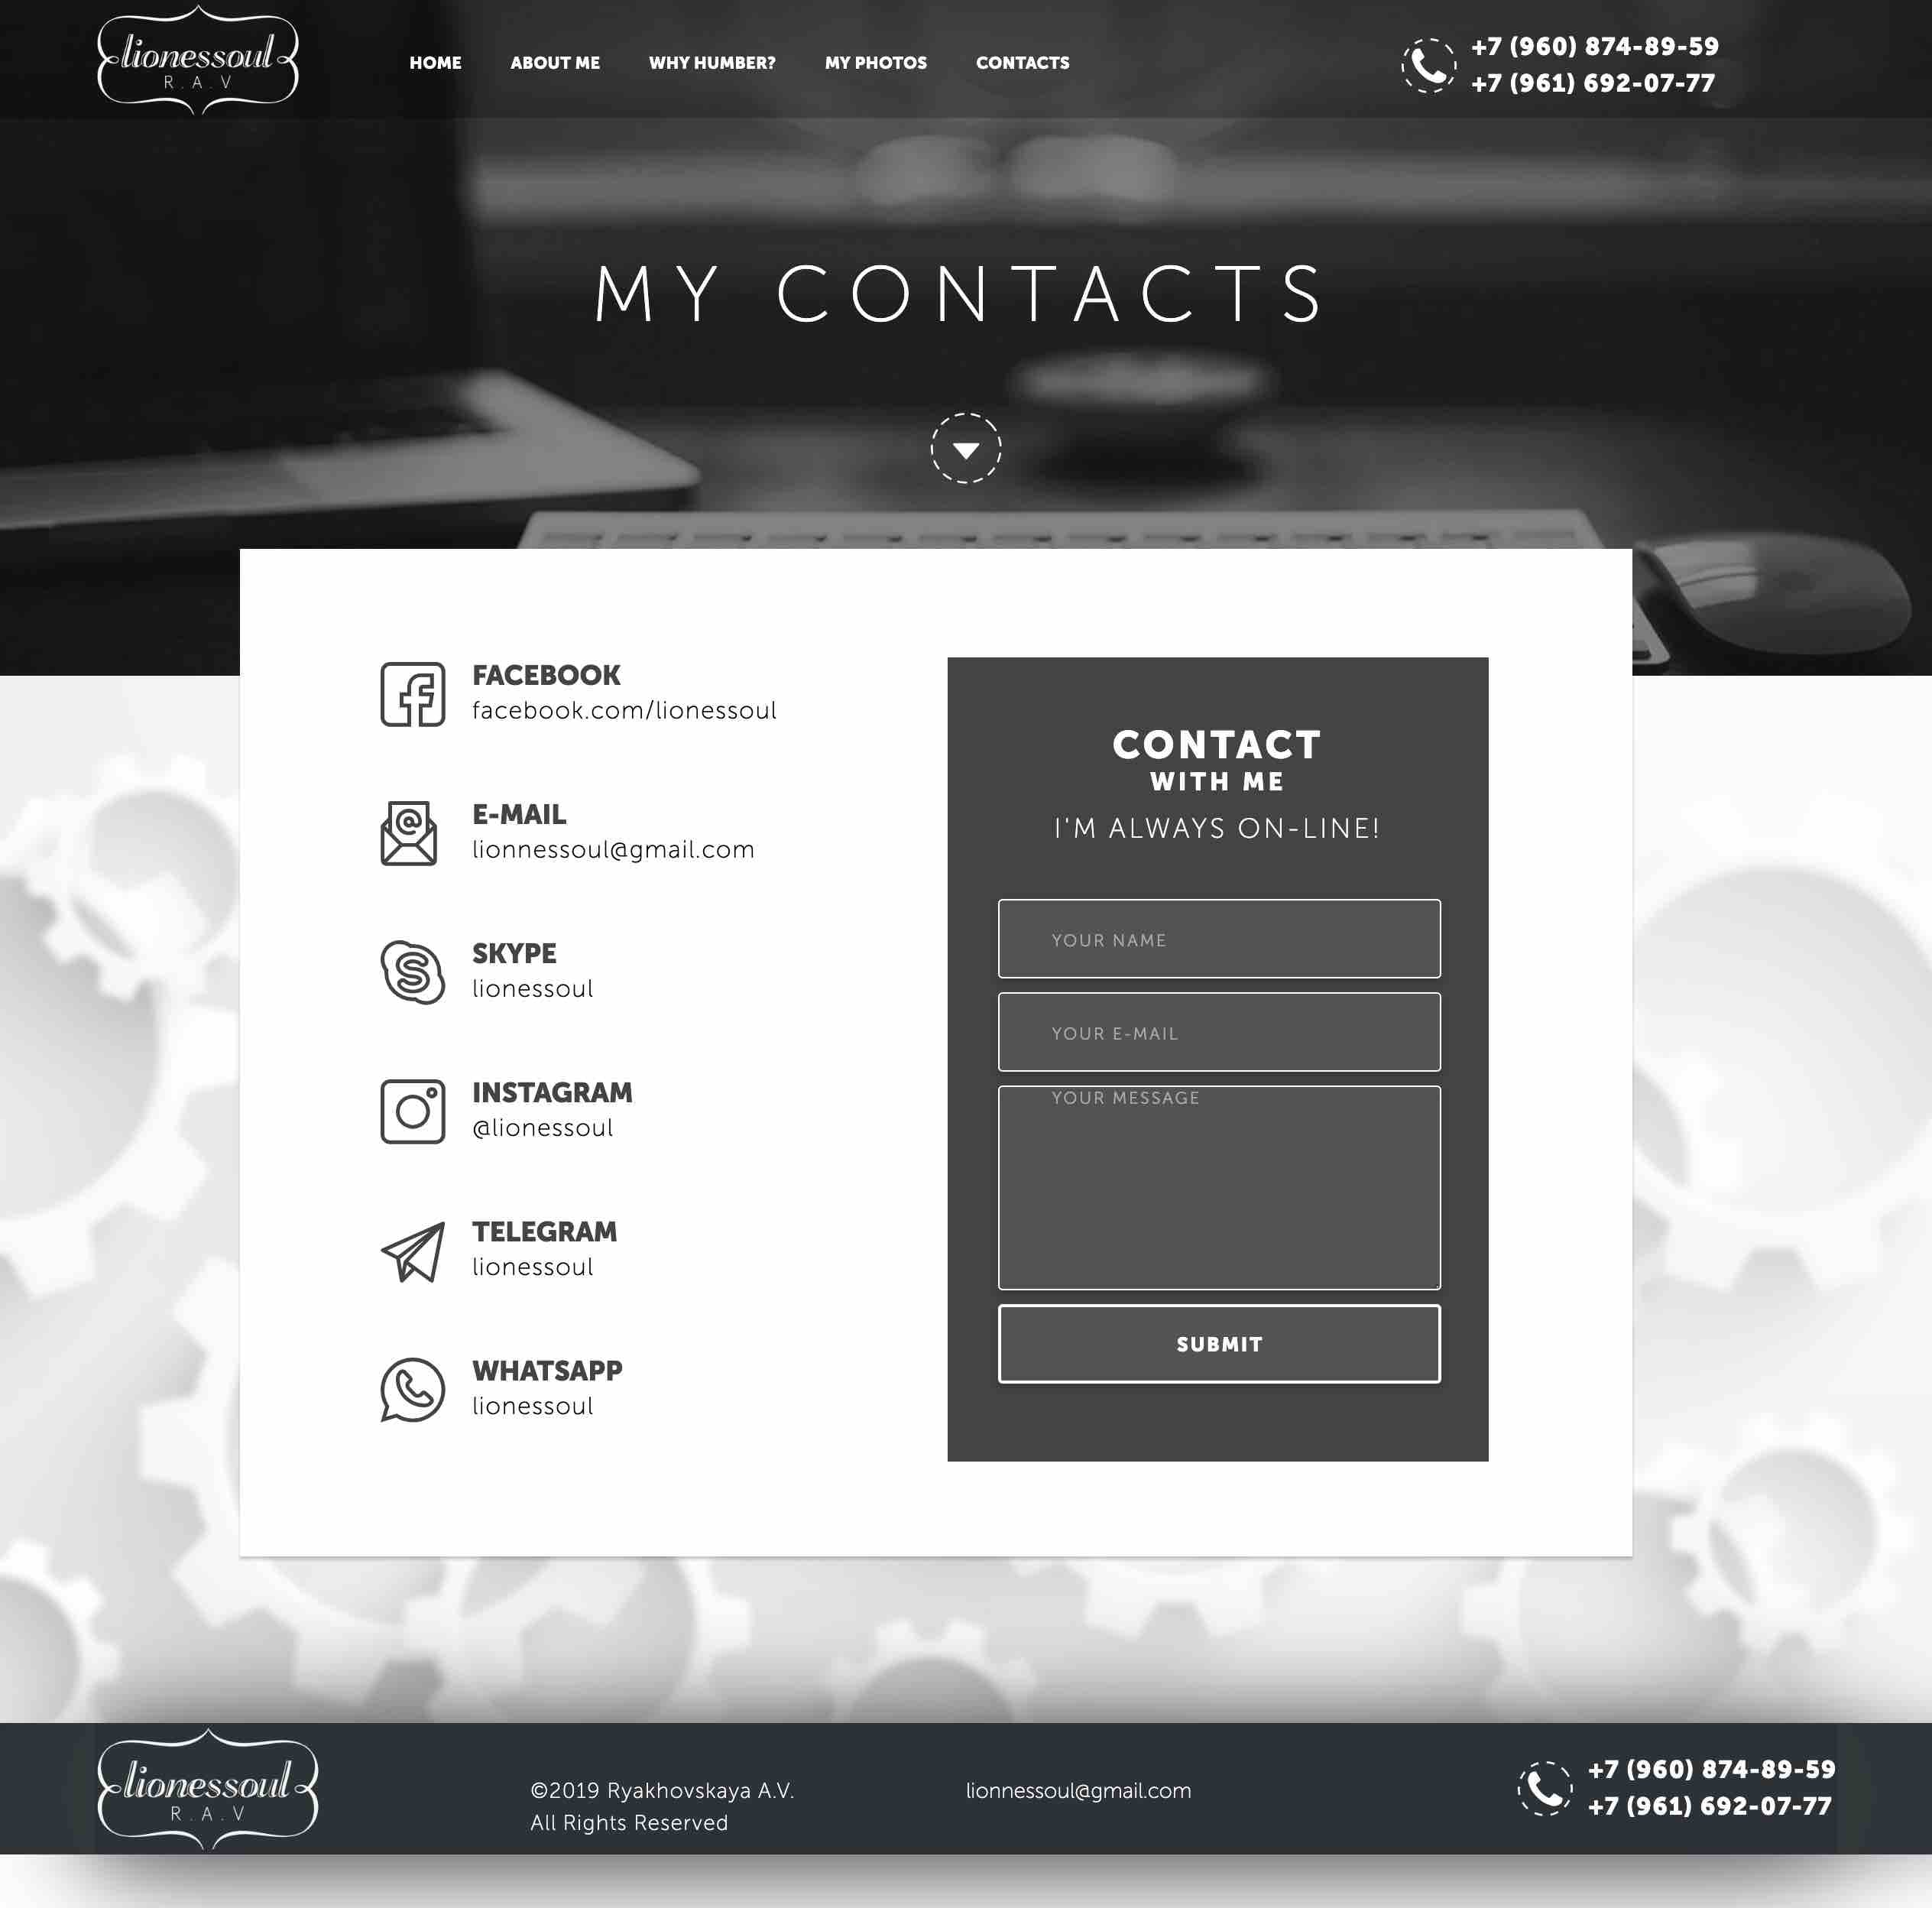 lionessoul
R.A.V
HOME ABOUT ME WHY HUMBER? MY PHOTOS CONTACTS
+7 (960) 874-89-59
+7 (961) 692-07-77
MY CONTACTS
FACEBOOK
facebook.com/lionessoul
E-MAIL
lionnessoul@gmail.com
SKYPE
lionessoul
INSTAGRAM
@lionessoul
TELEGRAM
lionessoul
WHATSAPP
lionessoul
CONTACT
WITH ME
I'M ALWAYS ON-LINE!
YOUR NAME
YOUR E-MAIL
YOUR MESSAGE
SUBMIT
lionessoul
R.A.V
©2019 Ryakhovskaya A.V.
All Rights Reserved
lionnessoul@gmail.com
+7 (960) 874-89-59
+7 (961) 692-07-77